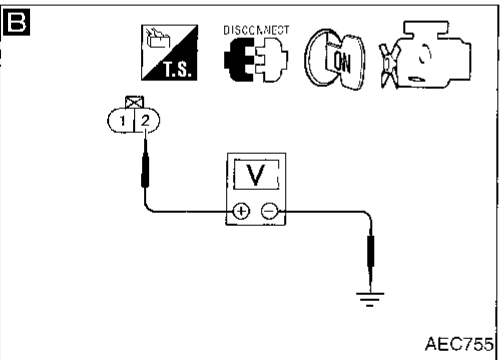 B
T.S.
DISCONNECT
ON
1 2
V
+ -
AEC755